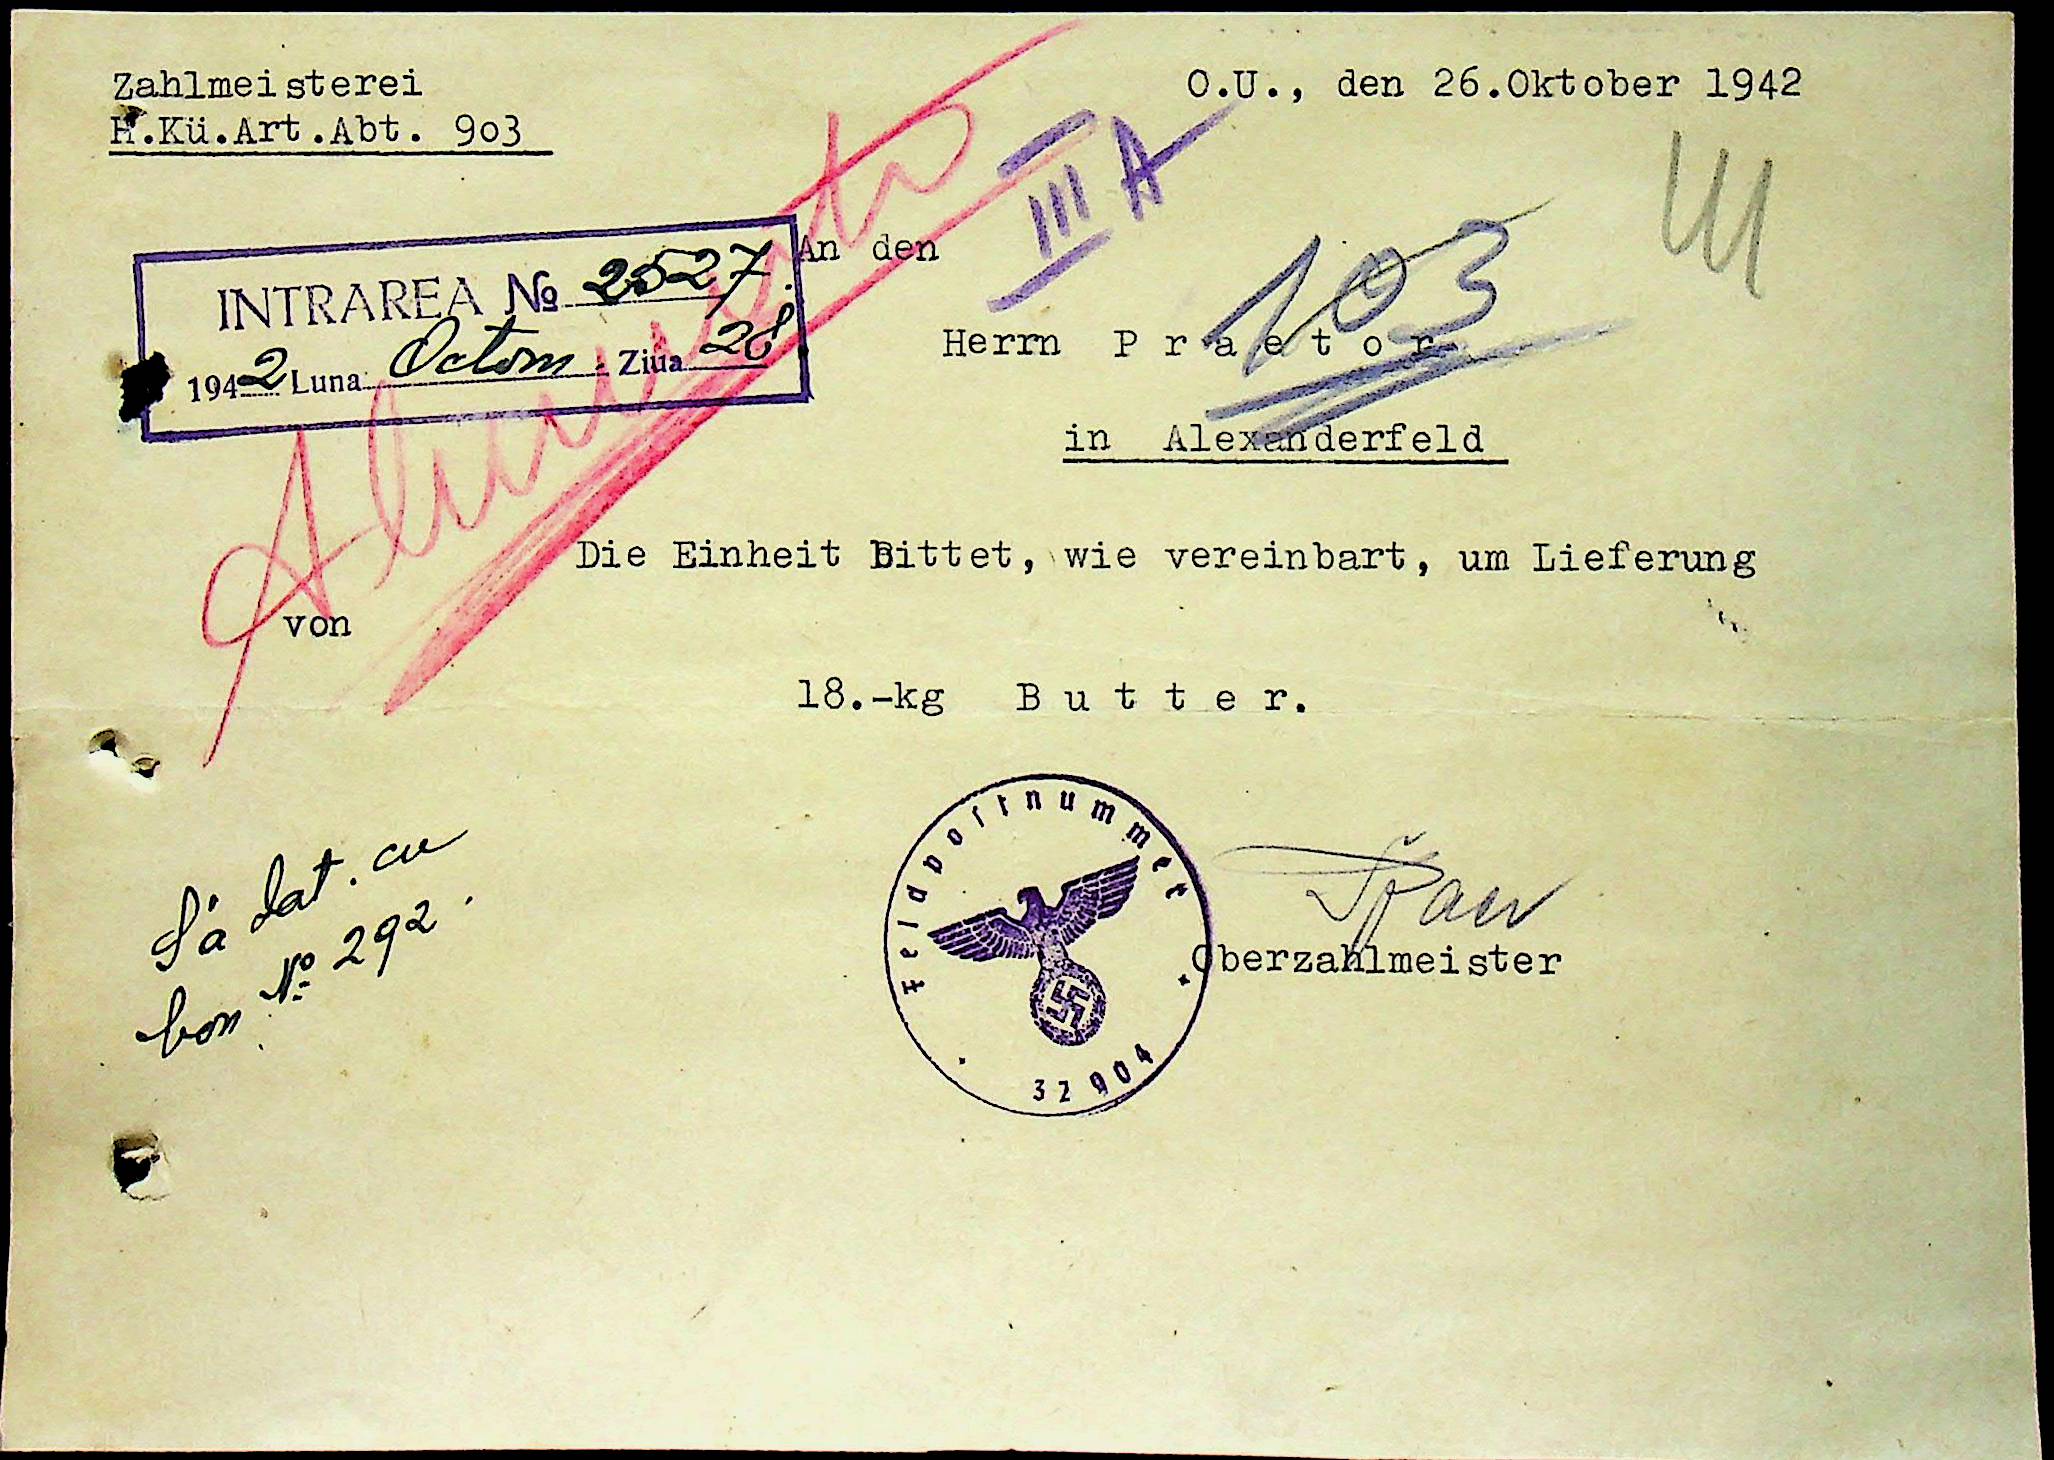 Zahlmeisterei
O.U., den 26.Oktober 1942
H.Kü.Art.Abt. 9o3
III A
An den
INTRAREA № 2527.
1942 Luna Octom. Ziua 28
103
Herrn P r a e t o r
in Alexanderfeld
Alimente
Die Einheit Bittet, wie vereinbart, um Lieferung
von
18.-kg B u t t e r.
Feldpostnummer
32904
Oberzahlmeister
S'a dat. cu
bon № 292.